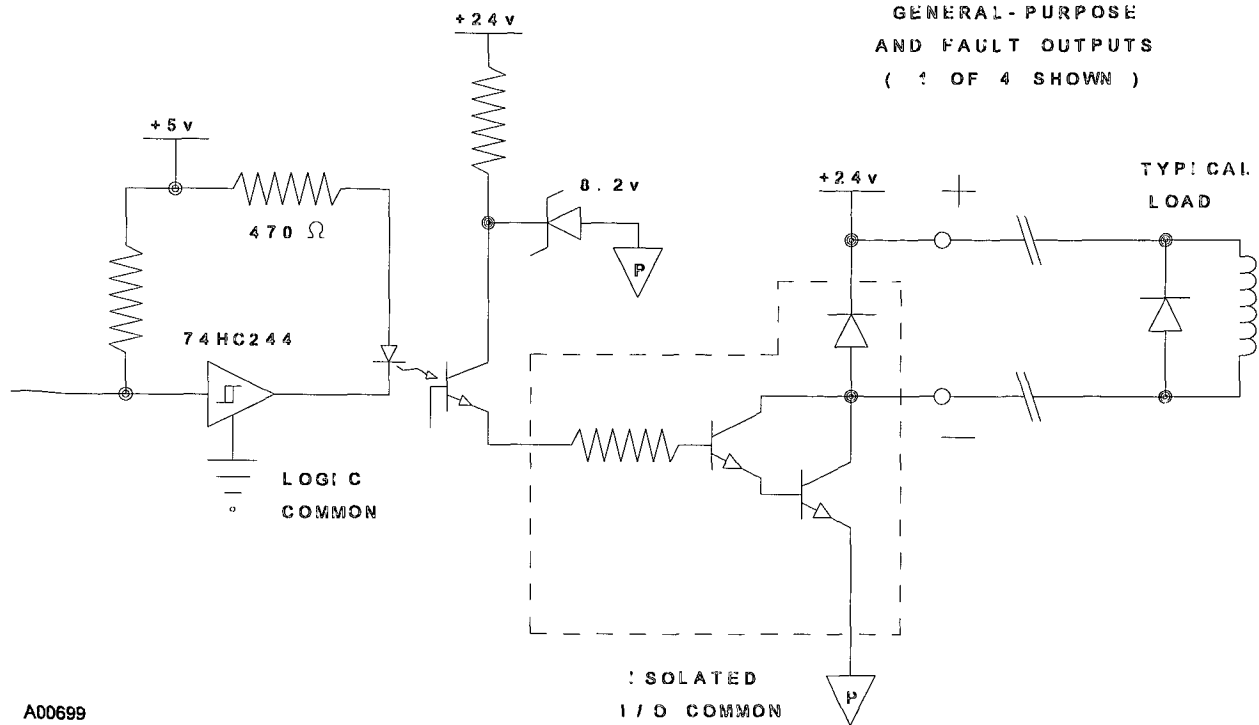 GENERAL-PURPOSE
AND FAULT OUTPUTS
( 1 OF 4 SHOWN )
+24v
+5v
470 Ω
8.2v
P
+24v
+
TYPICAL
LOAD
74HC244
LOGIC
COMMON
−
ISOLATED
I/O COMMON
P
A00699